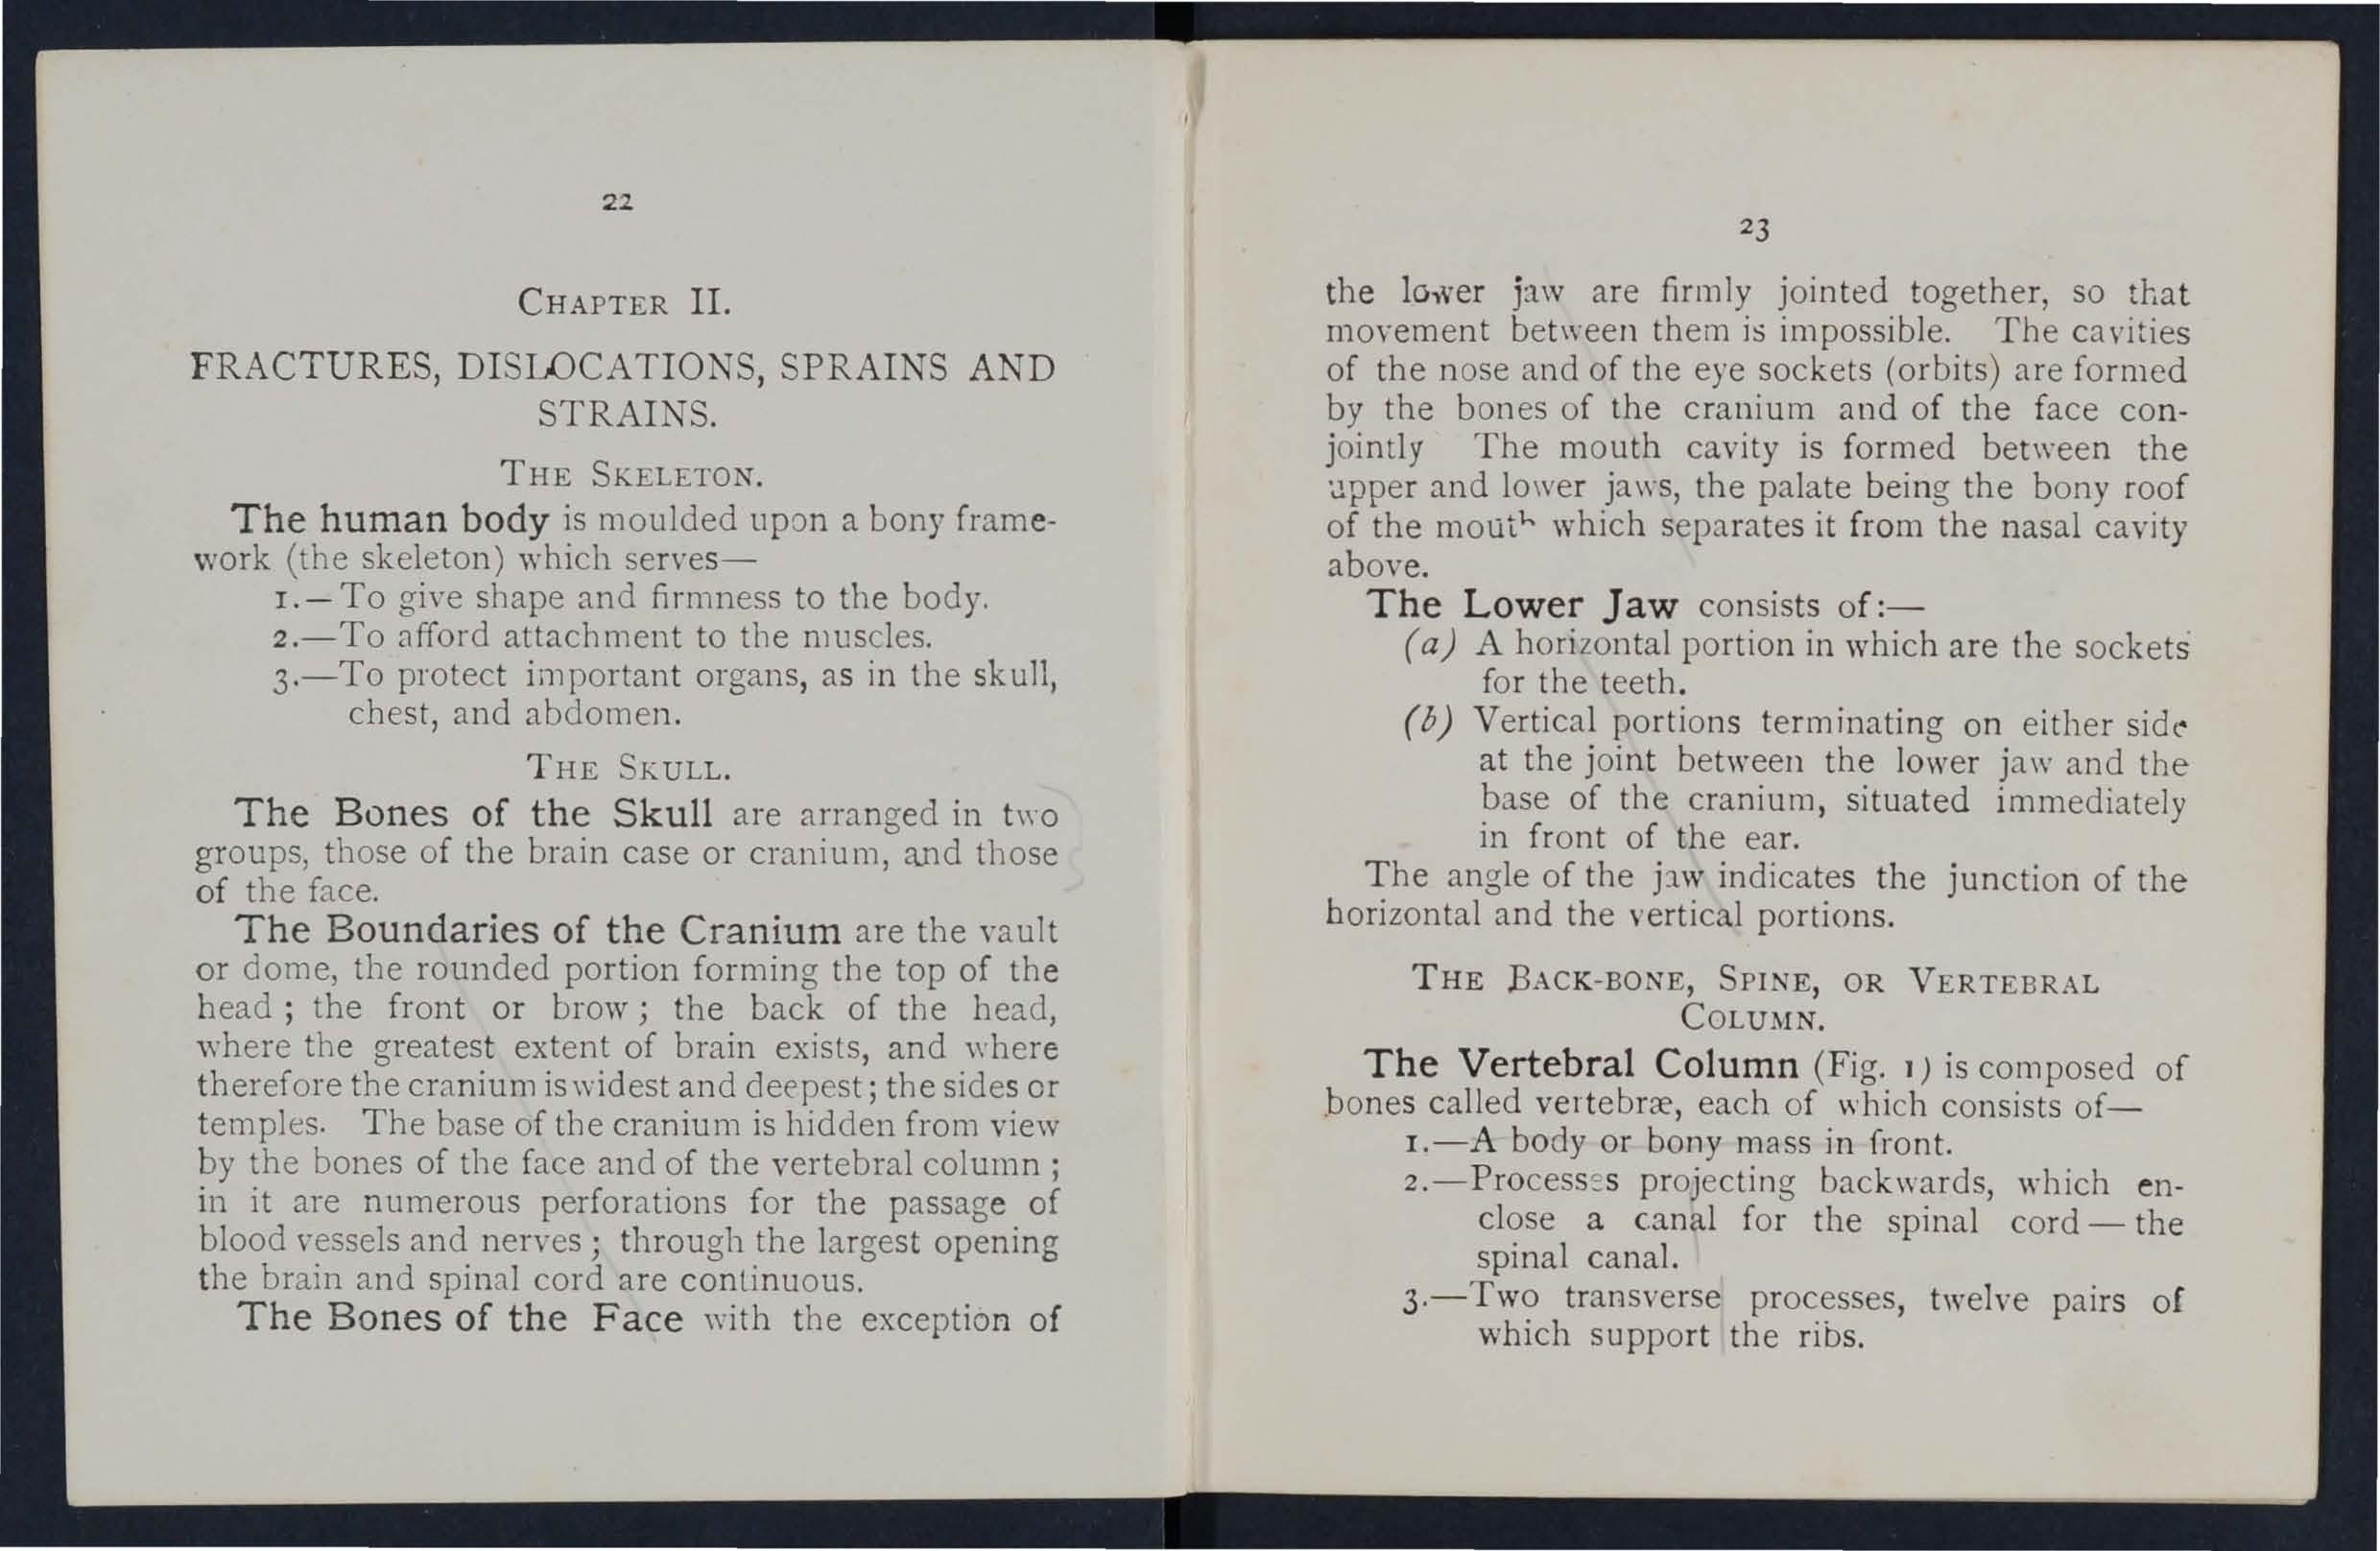 22
CHAPTER II.
FRACTURES, DISLOCATIONS, SPRAINS AND
STRAINS.
THE SKELETON.
The human body is moulded upon a bony frame-
work (the skeleton) which serves—
1.—To give shape and firmness to the body.
2.—To afford attachment to the muscles.
3.—To protect important organs, as in the skull,
chest, and abdomen.
THE SKULL.
The Bones of the Skull are arranged in two
groups, those of the brain case or cranium, and those
of the face.
The Boundaries of the Cranium are the vault
or dome, the rounded portion forming the top of the
head ; the front or brow ; the back of the head,
where the greatest extent of brain exists, and where
therefore the cranium is widest and deepest ; the sides or
temples. The base of the cranium is hidden from view
by the bones of the face and of the vertebral column ;
in it are numerous perforations for the passage of
blood vessels and nerves ; through the largest opening
the brain and spinal cord are continuous.
The Bones of the Face with the exception of
23
the lower jaw are firmly jointed together, so that
movement between them is impossible. The cavities
of the nose and of the eye sockets (orbits) are formed
by the bones of the cranium and of the face con-
jointly The mouth cavity is formed between the
upper and lower jaws, the palate being the bony roof
of the mouth which separates it from the nasal cavity
above.
The Lower Jaw consists of :—
(a) A horizontal portion in which are the sockets
for the teeth.
(b) Vertical portions terminating on either side
at the joint between the lower jaw and the
base of the cranium, situated immediately
in front of the ear.
The angle of the jaw indicates the junction of the
horizontal and the vertical portions.
THE BACK-BONE, SPINE, OR VERTEBRAL
COLUMN.
The Vertebral Column (Fig. 1) is composed of
bones called vertebræ, each of which consists of—
1.—A body or bony mass in front.
2.—Processes projecting backwards, which en-
close a canal for the spinal cord — the
spinal canal.
3.—Two transverse processes, twelve pairs of
which support the ribs.